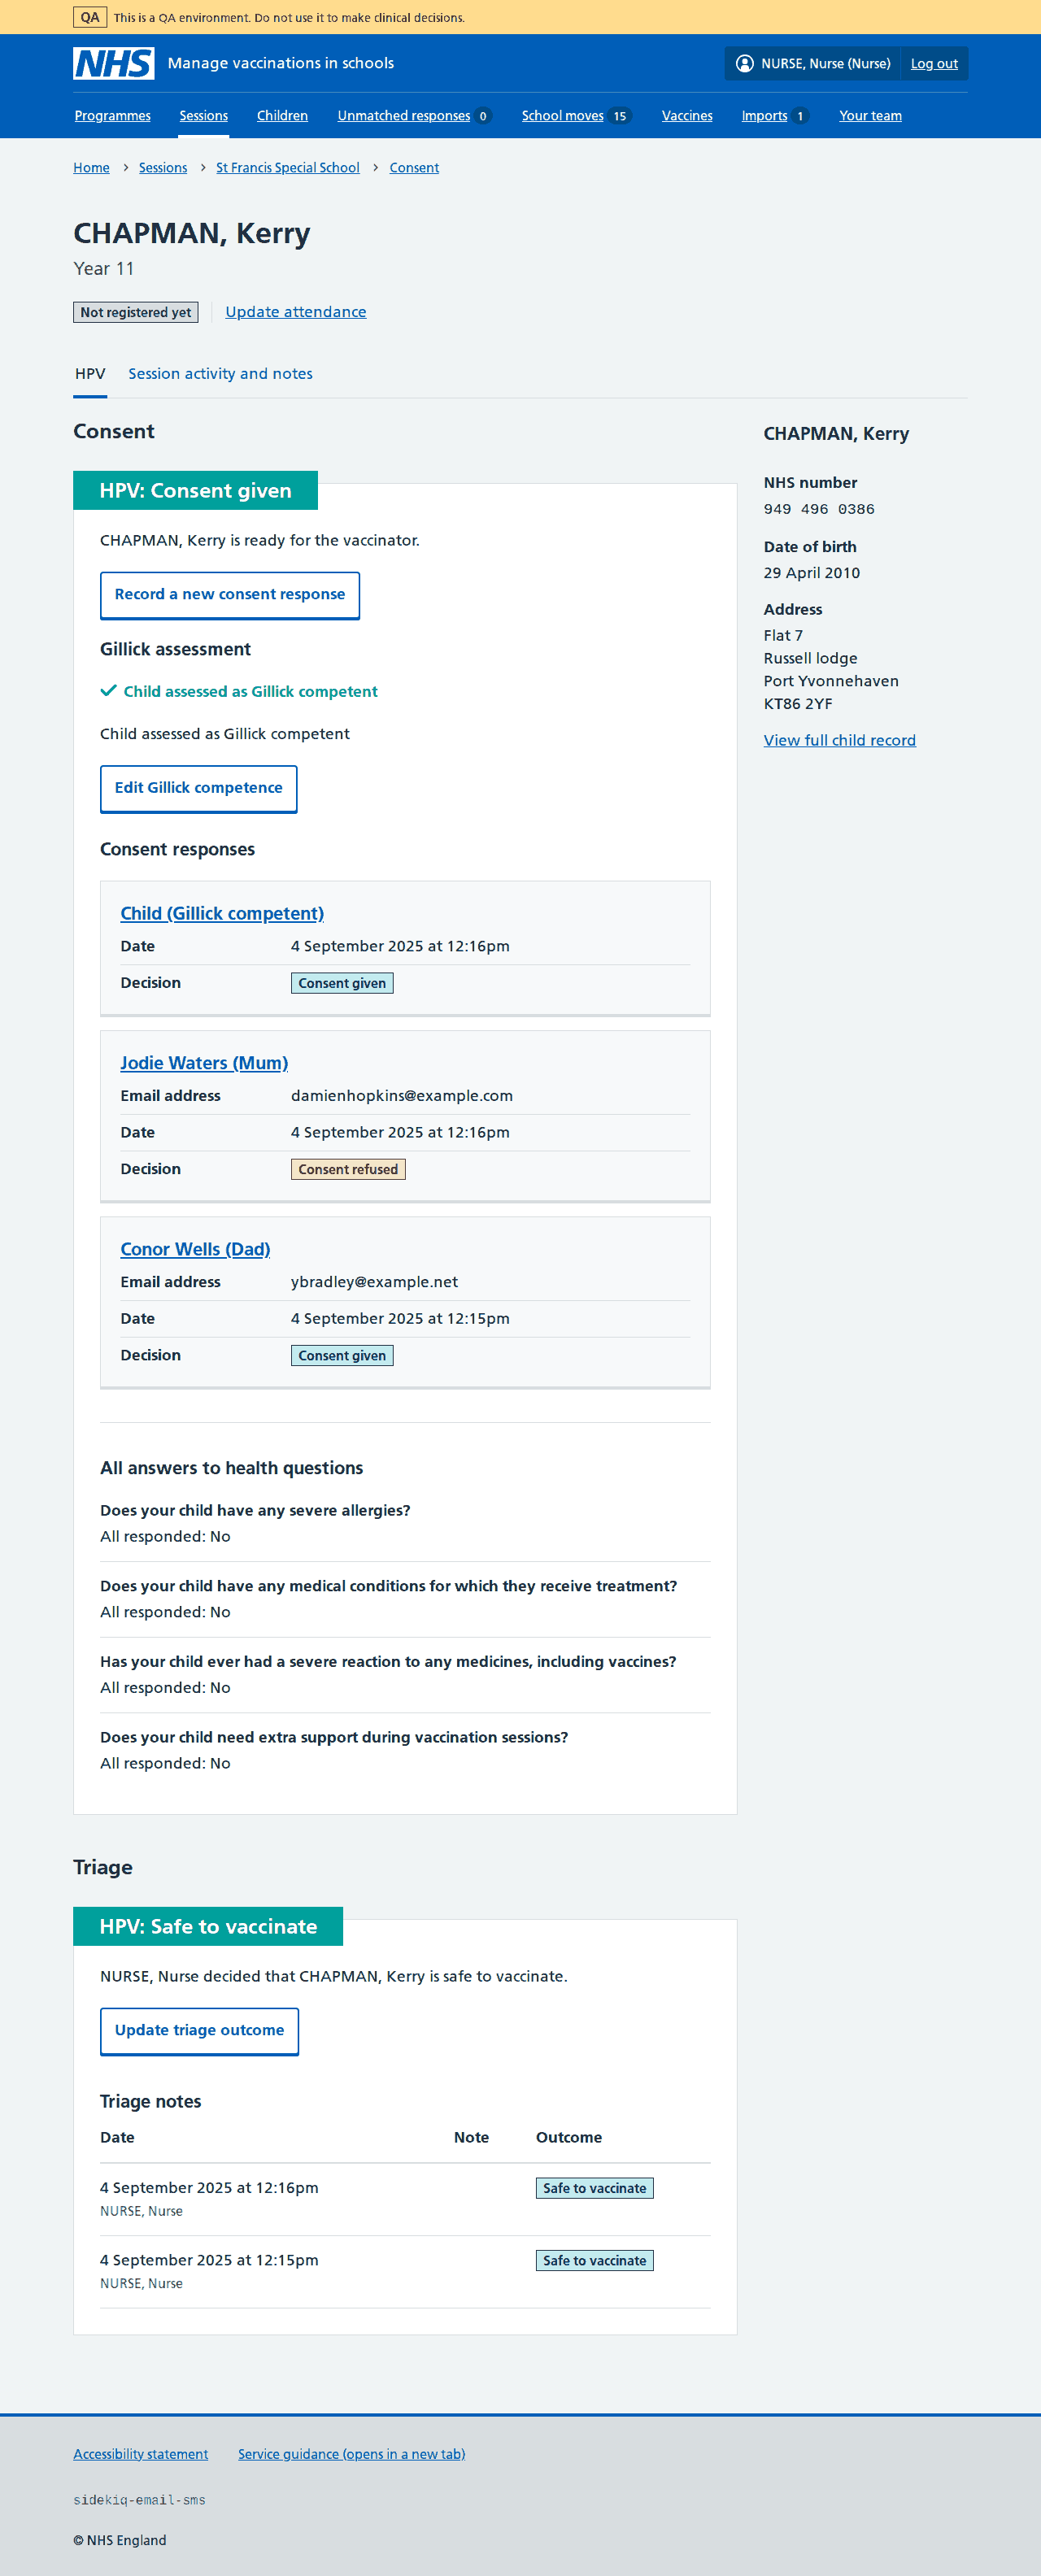 QA This is a QA environment. Do not use it to make clinical decisions.
NHS Manage vaccinations in schools NURSE, Nurse (Nurse) Log out
Programmes Sessions Children Unmatched responses 0 School moves 15 Vaccines Imports 1 Your team
Home Sessions St Francis Special School Consent
CHAPMAN, Kerry
Year 11
Not registered yet Update attendance
HPV Session activity and notes
Consent
HPV: Consent given
CHAPMAN, Kerry is ready for the vaccinator.
Record a new consent response
Gillick assessment
Child assessed as Gillick competent
Child assessed as Gillick competent
Edit Gillick competence
Consent responses
Child (Gillick competent)
Date 4 September 2025 at 12:16pm
Decision Consent given
Jodie Waters (Mum)
Email address damienhopkins@example.com
Date 4 September 2025 at 12:16pm
Decision Consent refused
Conor Wells (Dad)
Email address ybradley@example.net
Date 4 September 2025 at 12:15pm
Decision Consent given
All answers to health questions
Does your child have any severe allergies?
All responded: No
Does your child have any medical conditions for which they receive treatment?
All responded: No
Has your child ever had a severe reaction to any medicines, including vaccines?
All responded: No
Does your child need extra support during vaccination sessions?
All responded: No
CHAPMAN, Kerry
NHS number
949 496 0386
Date of birth
29 April 2010
Address
Flat 7
Russell lodge
Port Yvonnehaven
KT86 2YF
View full child record
Triage
HPV: Safe to vaccinate
NURSE, Nurse decided that CHAPMAN, Kerry is safe to vaccinate.
Update triage outcome
Triage notes
Date Note Outcome
4 September 2025 at 12:16pm Safe to vaccinate
NURSE, Nurse
4 September 2025 at 12:15pm Safe to vaccinate
NURSE, Nurse
Accessibility statement Service guidance (opens in a new tab)
sidekiq-email-sms
© NHS England